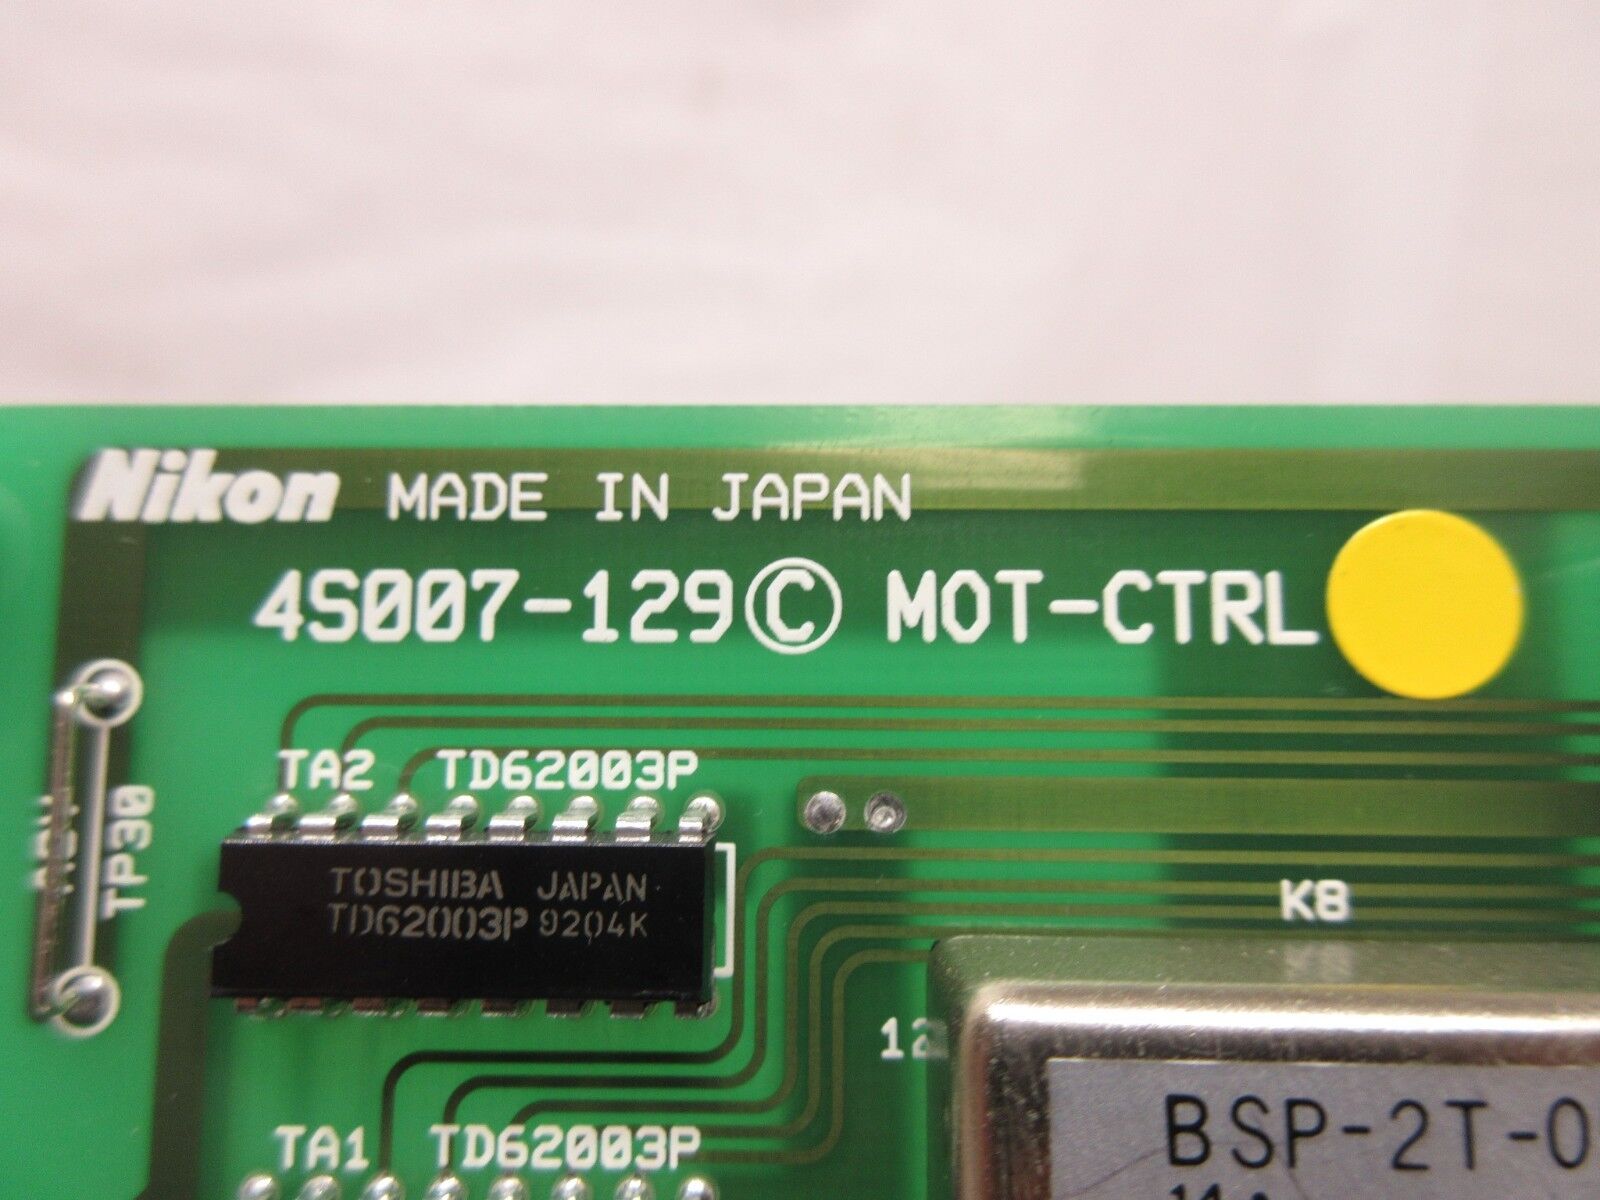 Nikon MADE IN JAPAN
4S007-129© MOT-CTRL
TA2 TD62003P
TP30
TOSHIBA JAPAN
TD62003P 9204K
K8
12
BSP-2T-0
TA1 TD62003P